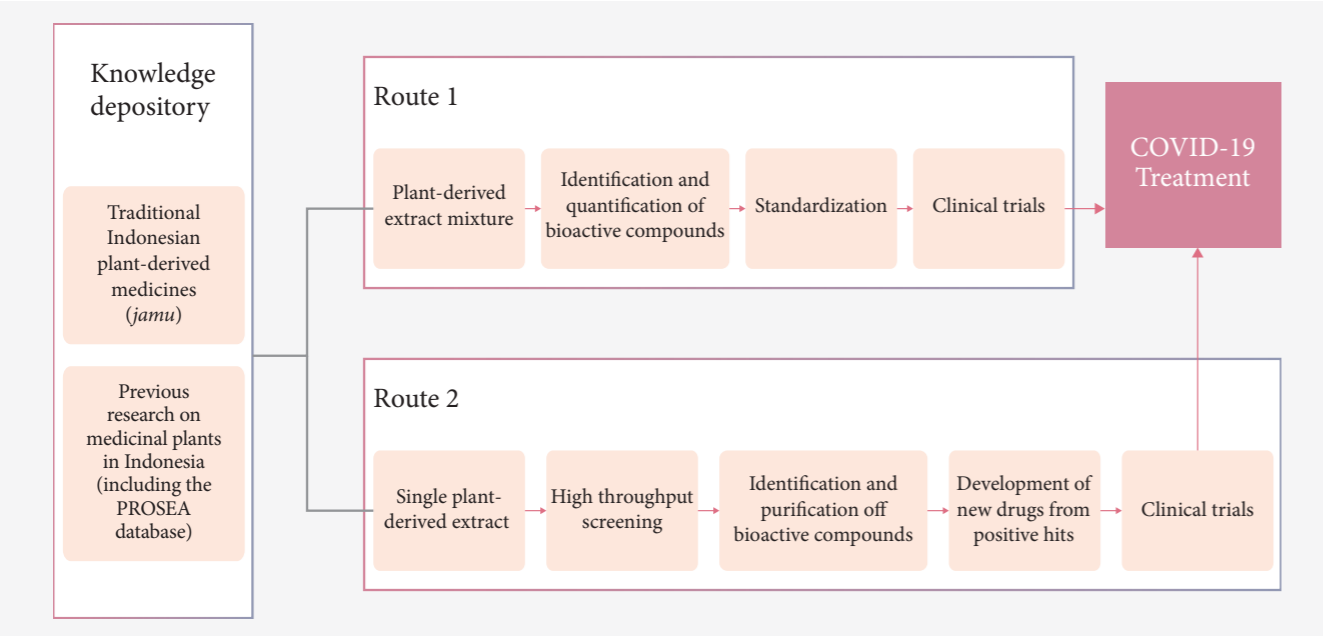 Knowledge
depository
Traditional
Indonesian
plant-derived
medicines
(jamu)
Previous
research on
medicinal plants
in Indonesia
(including the
PROSEA
database)
Route 1
Plant-derived
extract mixture
Identification and
quantification of
bioactive compounds
Standardization
Clinical trials
COVID-19
Treatment
Route 2
Single plant-
derived extract
High throughput
screening
Identification and
purification off
bioactive compounds
Development of
new drugs from
positive hits
Clinical trials